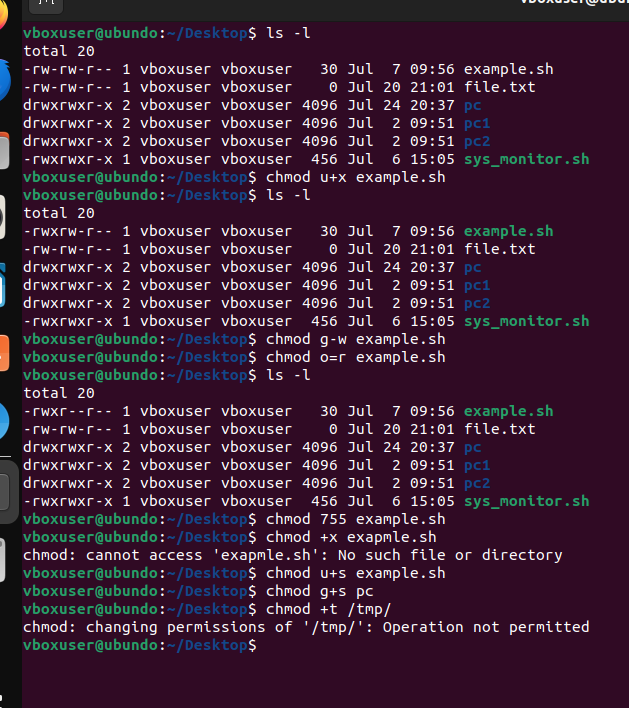 vboxuser@ubundo:~/Desktop$ ls -l
total 20
-rw-rw-r-- 1 vboxuser vboxuser   30 Jul  7 09:56 example.sh
-rw-rw-r-- 1 vboxuser vboxuser    0 Jul 20 21:01 file.txt
drwxrwxr-x 2 vboxuser vboxuser 4096 Jul 24 20:37 pc
drwxrwxr-x 2 vboxuser vboxuser 4096 Jul  2 09:51 pc1
drwxrwxr-x 2 vboxuser vboxuser 4096 Jul  2 09:51 pc2
-rwxrwxr-x 1 vboxuser vboxuser  456 Jul  6 15:05 sys_monitor.sh
vboxuser@ubundo:~/Desktop$ chmod u+x example.sh
vboxuser@ubundo:~/Desktop$ ls -l
total 20
-rwxrw-r-- 1 vboxuser vboxuser   30 Jul  7 09:56 example.sh
-rw-rw-r-- 1 vboxuser vboxuser    0 Jul 20 21:01 file.txt
drwxrwxr-x 2 vboxuser vboxuser 4096 Jul 24 20:37 pc
drwxrwxr-x 2 vboxuser vboxuser 4096 Jul  2 09:51 pc1
drwxrwxr-x 2 vboxuser vboxuser 4096 Jul  2 09:51 pc2
-rwxrwxr-x 1 vboxuser vboxuser  456 Jul  6 15:05 sys_monitor.sh
vboxuser@ubundo:~/Desktop$ chmod g-w example.sh
vboxuser@ubundo:~/Desktop$ chmod o=r example.sh
vboxuser@ubundo:~/Desktop$ ls -l
total 20
-rwxr--r-- 1 vboxuser vboxuser   30 Jul  7 09:56 example.sh
-rw-rw-r-- 1 vboxuser vboxuser    0 Jul 20 21:01 file.txt
drwxrwxr-x 2 vboxuser vboxuser 4096 Jul 24 20:37 pc
drwxrwxr-x 2 vboxuser vboxuser 4096 Jul  2 09:51 pc1
drwxrwxr-x 2 vboxuser vboxuser 4096 Jul  2 09:51 pc2
-rwxrwxr-x 1 vboxuser vboxuser  456 Jul  6 15:05 sys_monitor.sh
vboxuser@ubundo:~/Desktop$ chmod 755 example.sh
vboxuser@ubundo:~/Desktop$ chmod +x exapmle.sh
chmod: cannot access 'exapmle.sh': No such file or directory
vboxuser@ubundo:~/Desktop$ chmod u+s example.sh
vboxuser@ubundo:~/Desktop$ chmod g+s pc
vboxuser@ubundo:~/Desktop$ chmod +t /tmp/
chmod: changing permissions of '/tmp/': Operation not permitted
vboxuser@ubundo:~/Desktop$